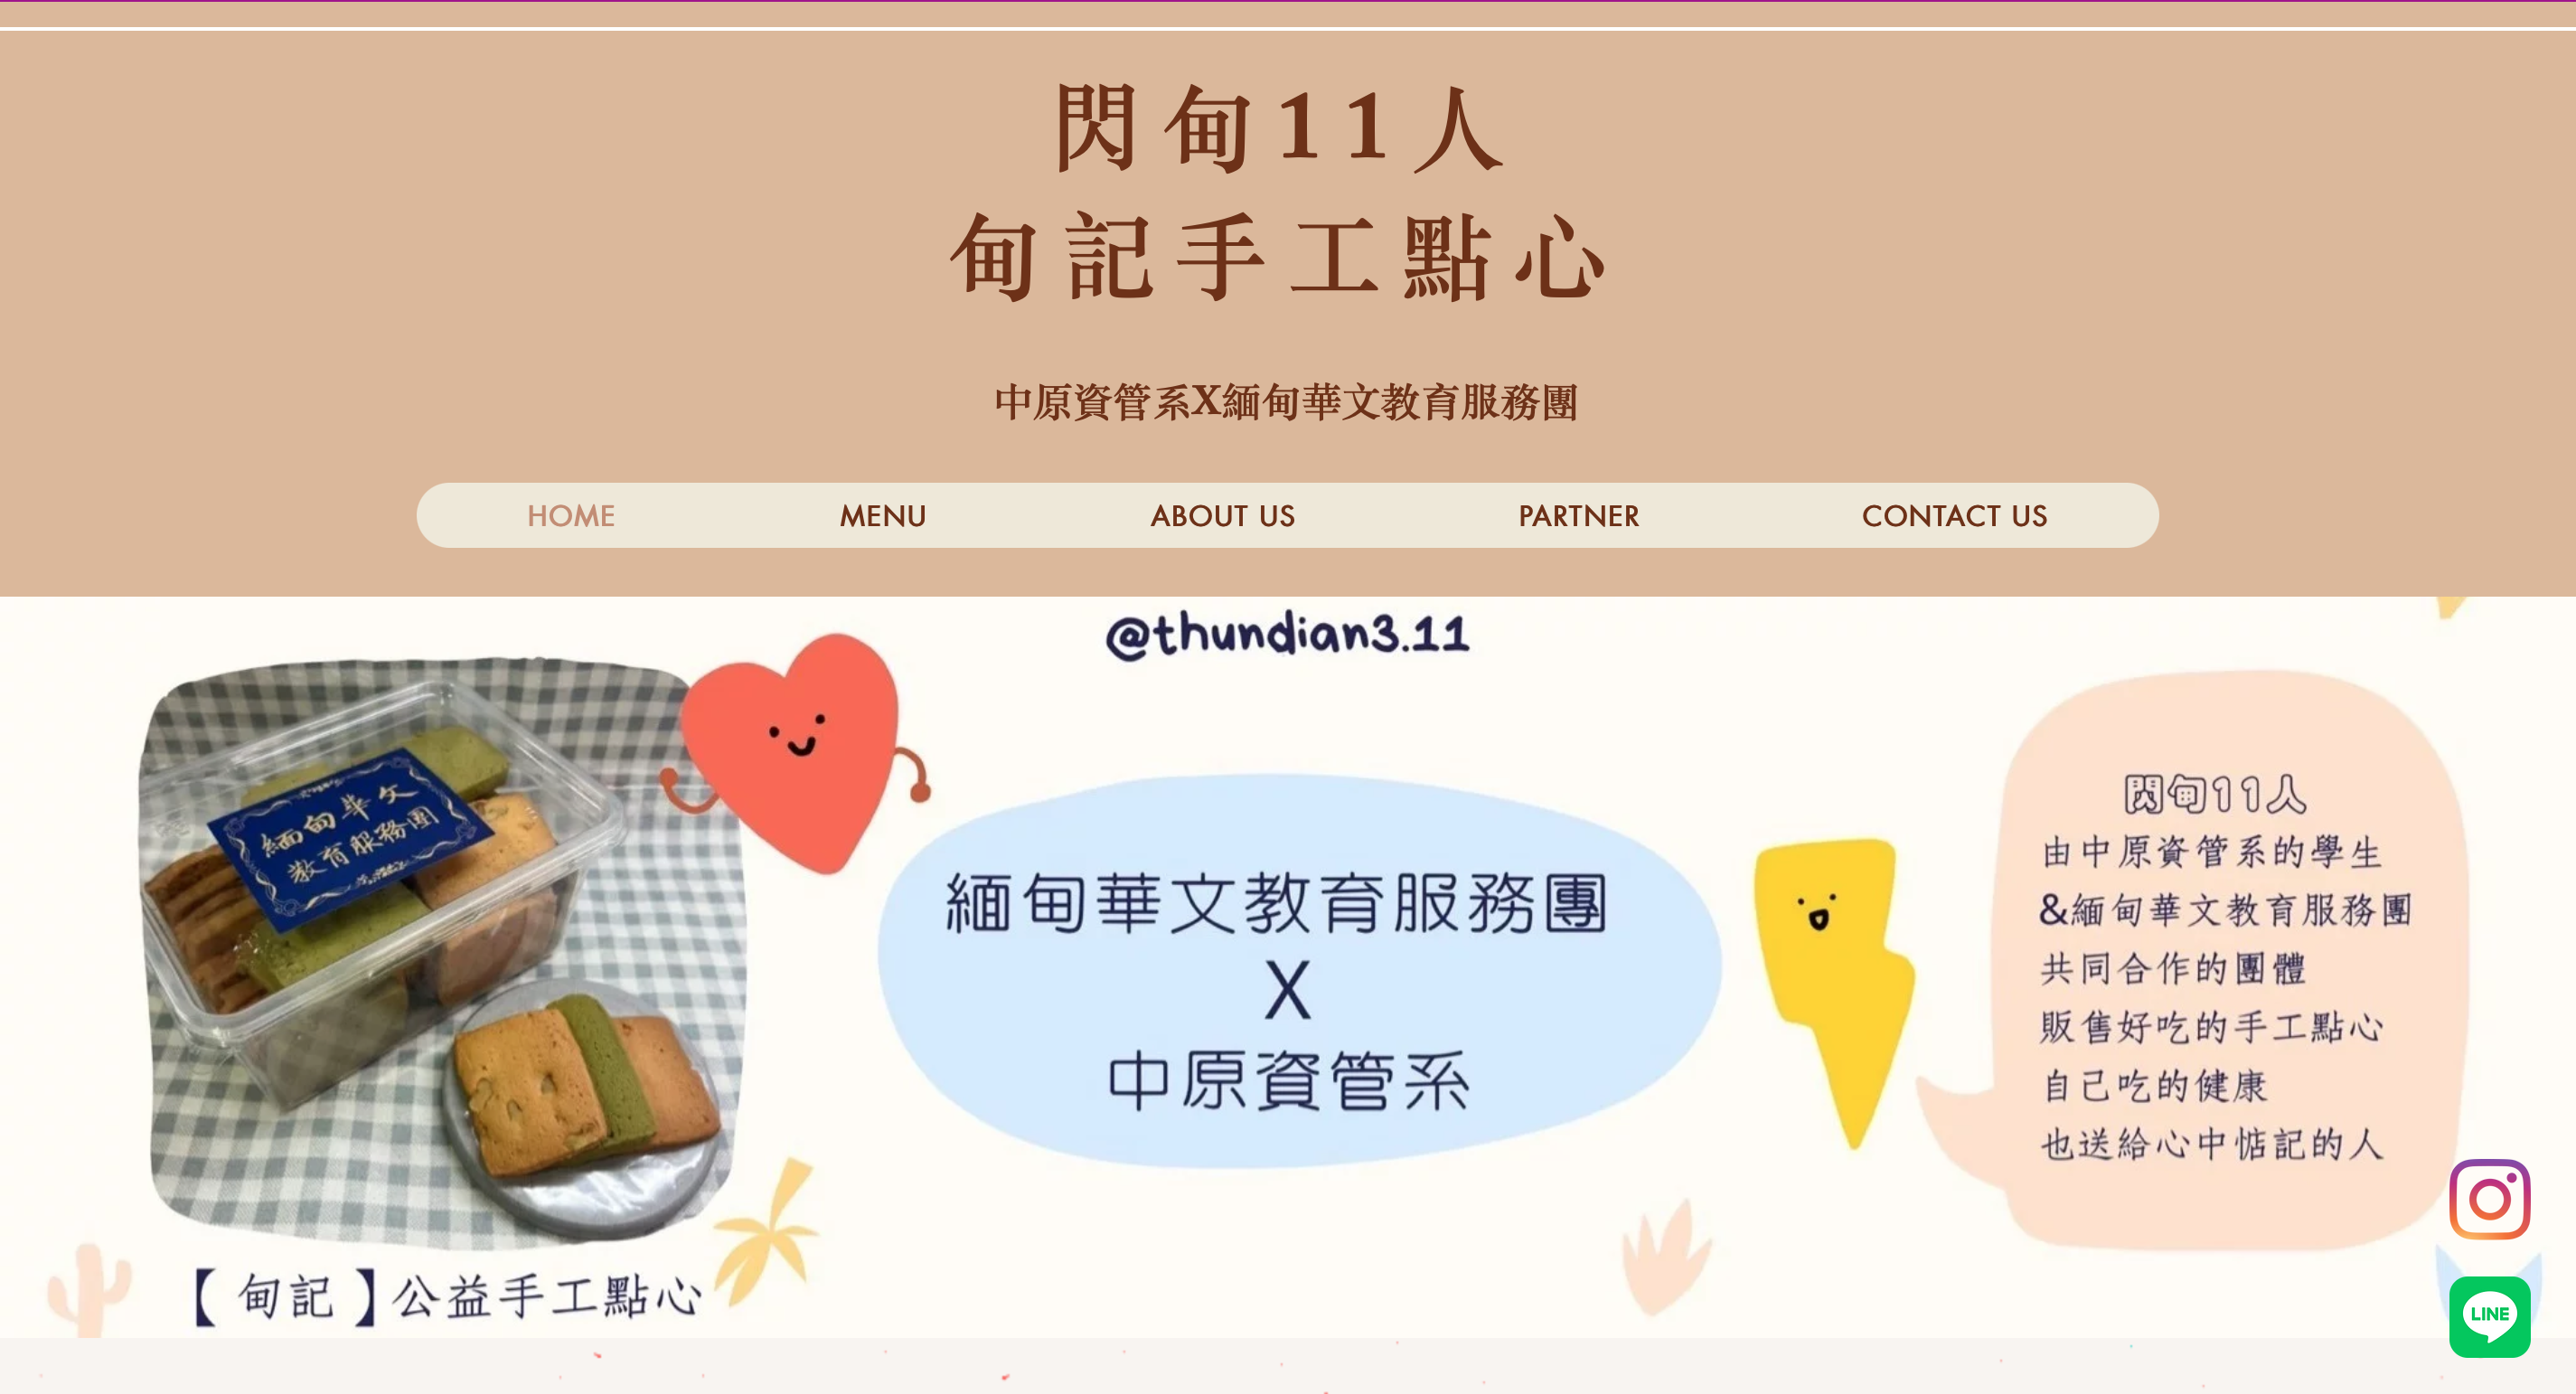 閃甸11人
甸記手工點心
中原資管系X緬甸華文教育服務團
HOME
MENU
ABOUT US
PARTNER
CONTACT US
@thundian3.11
緬甸華文
教育服務團
緬甸華文教育服務團
X
中原資管系
閃甸11人
由中原資管系的學生
&緬甸華文教育服務團
共同合作的團體
販售好吃的手工點心
自己吃的健康
也送給心中惦記的人
【甸記】公益手工點心
LINE